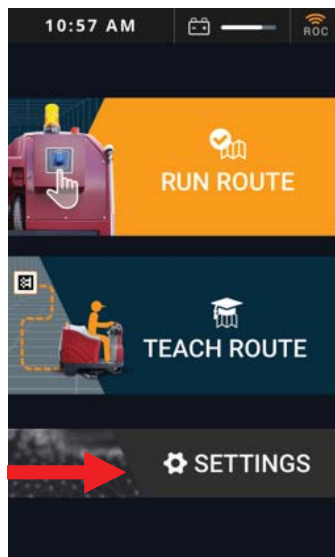 10:57 AM
ROC
RUN ROUTE
TEACH ROUTE
SETTINGS